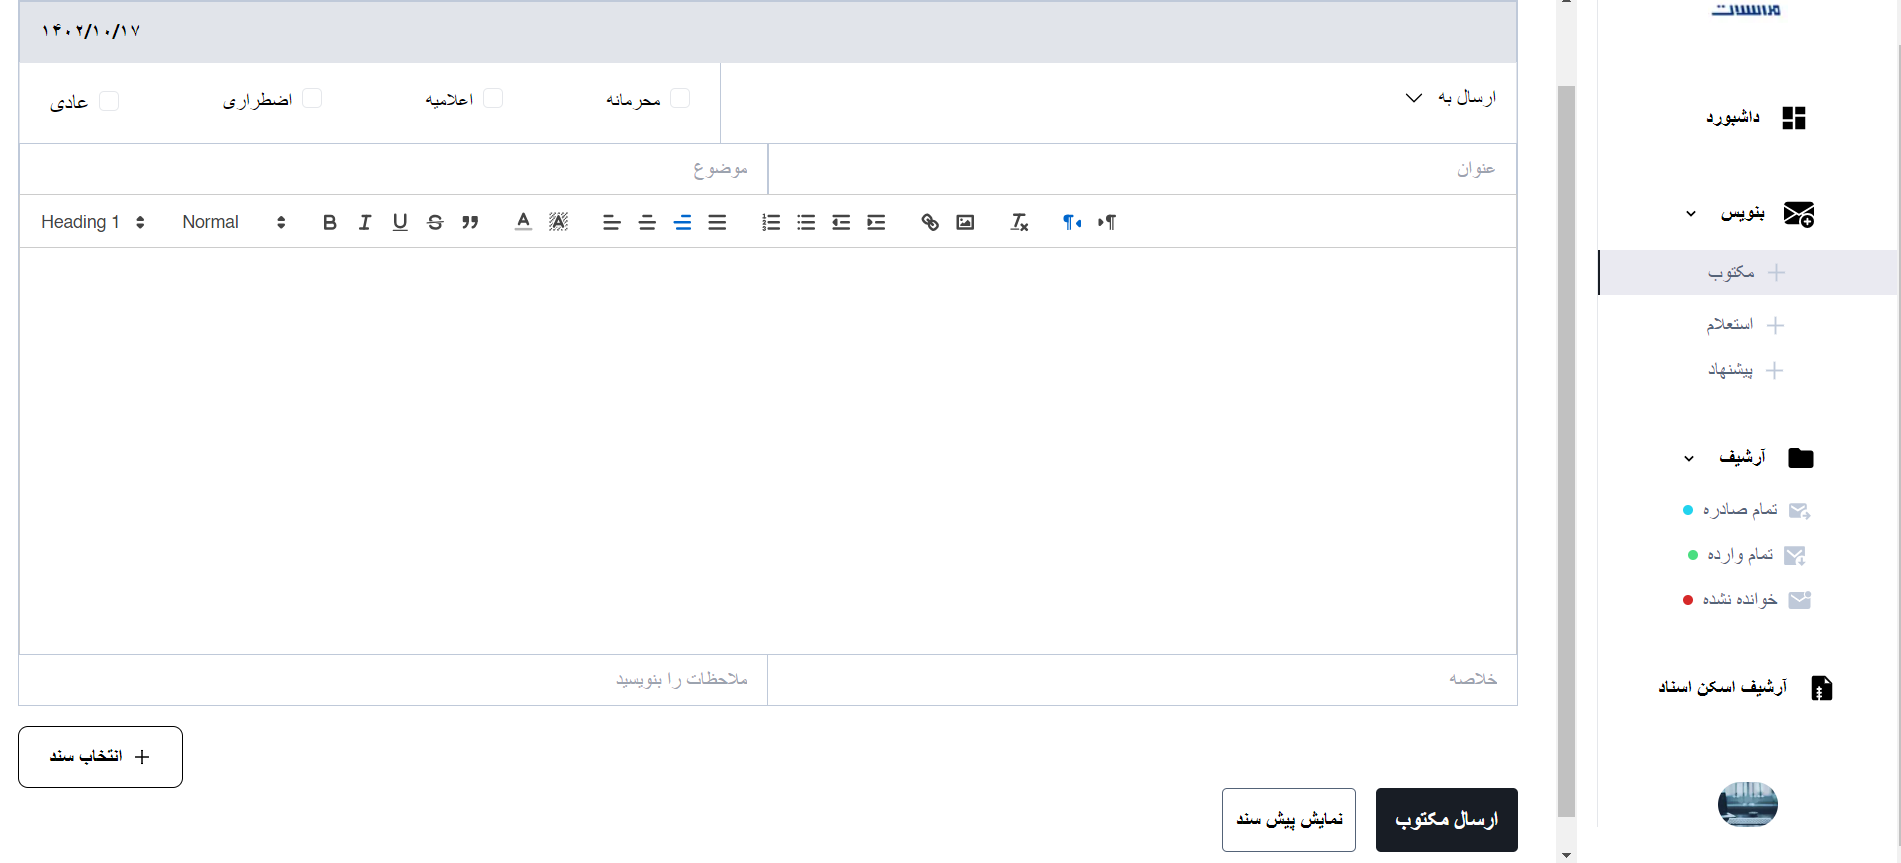 مراسلات
داشبورد
بنویس
مکتوب
استعلام
پیشنهاد
آرشیف
تمام صادره
تمام وارده
خوانده نشده
آرشیف اسکن اسناد
۱۴۰۲/۱۰/۱۷
ارسال به
محرمانه
اعلامیه
اضطراری
عادی
عنوان
موضوع
Heading 1 Normal
خلاصه
ملاحظات را بنویسید
انتخاب سند
ارسال مکتوب
نمایش پیش سند